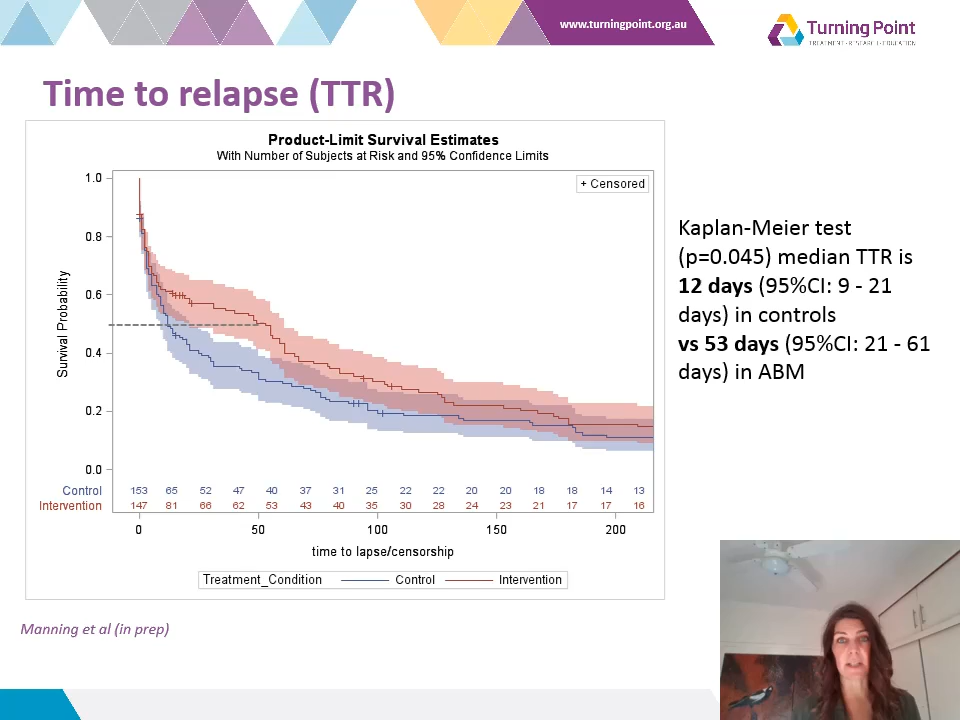 www.turningpoint.org.au
Turning Point
TREATMENT • RESEARCH • EDUCATION
Time to relapse (TTR)
Product-Limit Survival Estimates
With Number of Subjects at Risk and 95% Confidence Limits
+ Censored
Survival Probability
1.0
0.8
0.6
0.4
0.2
0.0
Control 153 65 52 47 40 37 31 25 22 22 20 20 18 18 14 13
Intervention 147 81 66 62 53 43 40 35 30 28 24 23 21 17 17 16
0 50 100 150 200
time to lapse/censorship
Treatment_Condition Control Intervention
Kaplan-Meier test
(p=0.045) median TTR is
12 days (95%CI: 9 - 21
days) in controls
vs 53 days (95%CI: 21 - 61
days) in ABM
Manning et al (in prep)